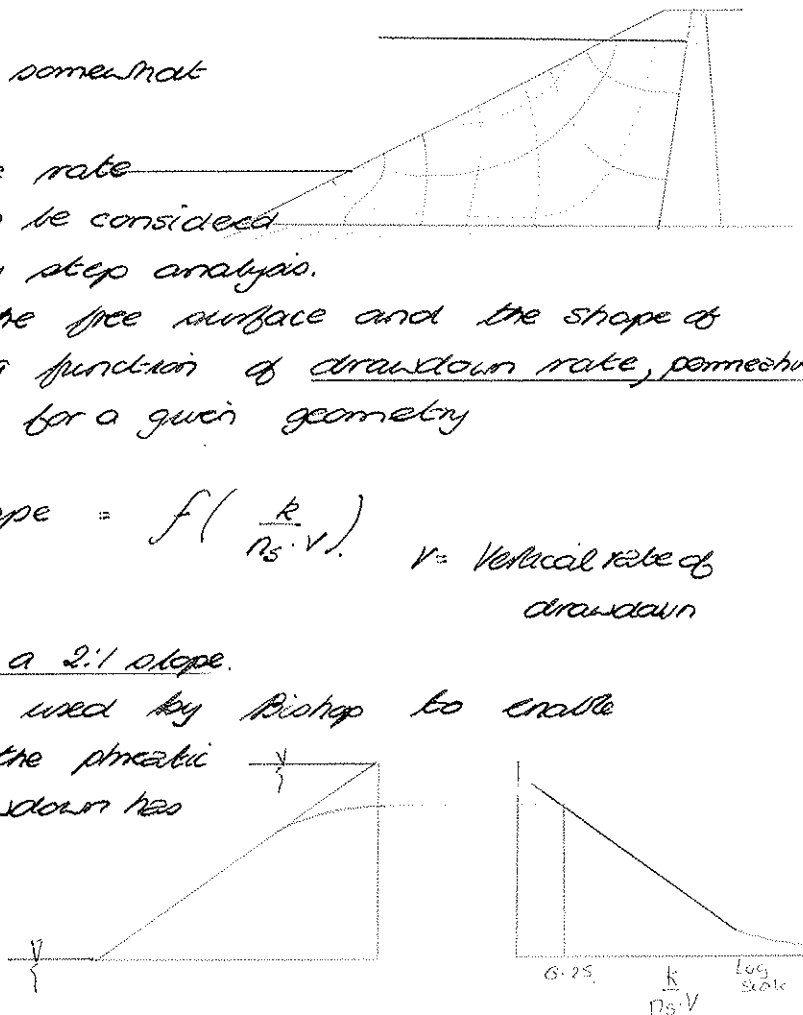 somewhat
rate
be considered
step analysis.
the free surface and the shape of
function of drawdown rate, permeabi
for a given geometry
ope = f( k / ns·V ). V = Vertical rate of
drawdown
a 2:1 slope.
used by Bishop to enable
the phreatic
down has
V
V
0.25
k / ns·V
Log
scale